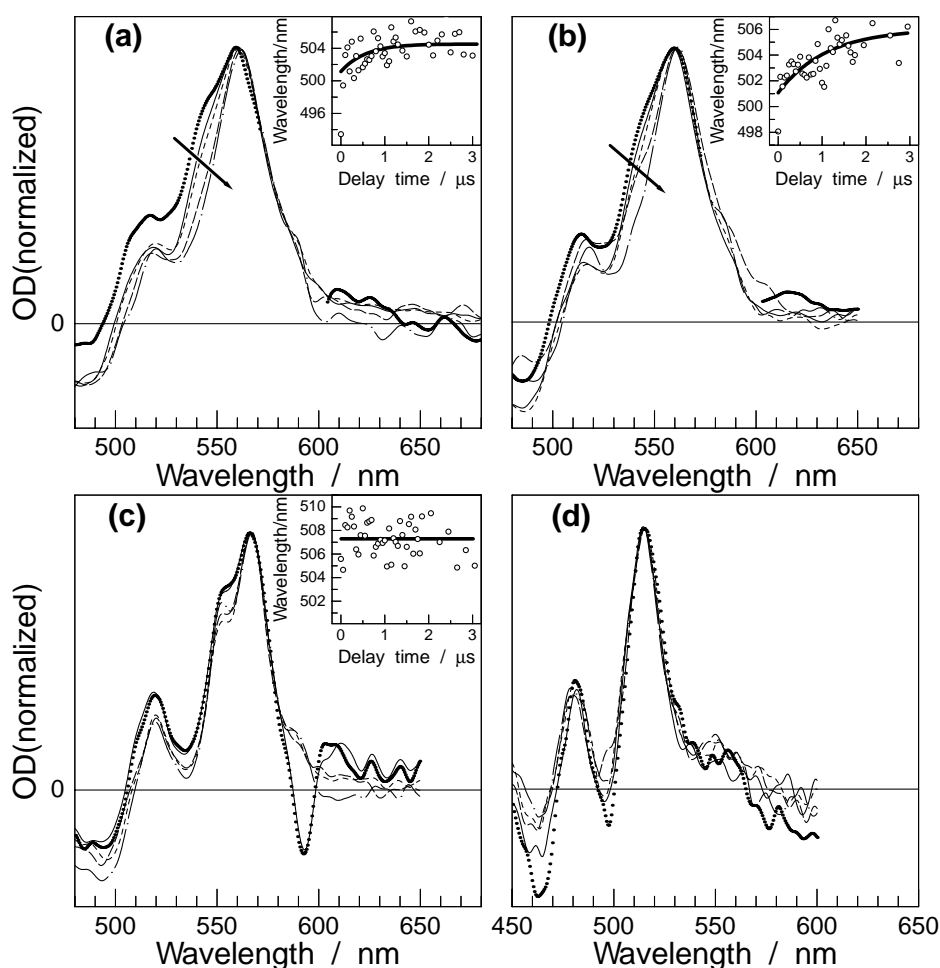 (a)
504
500
496
0 1 2 3
Wavelength/nm
Delay time / μs
OD(normalized)
0
500 550 600 650
Wavelength / nm
(b)
506
504
502
500
498
0 1 2 3
Wavelength/nm
Delay time / μs
500 550 600 650
Wavelength / nm
(c)
510
508
506
504
502
0 1 2 3
Wavelength/nm
Delay time / μs
OD(normalized)
0
500 550 600 650
Wavelength / nm
(d)
450 500 550 600 650
Wavelength / nm